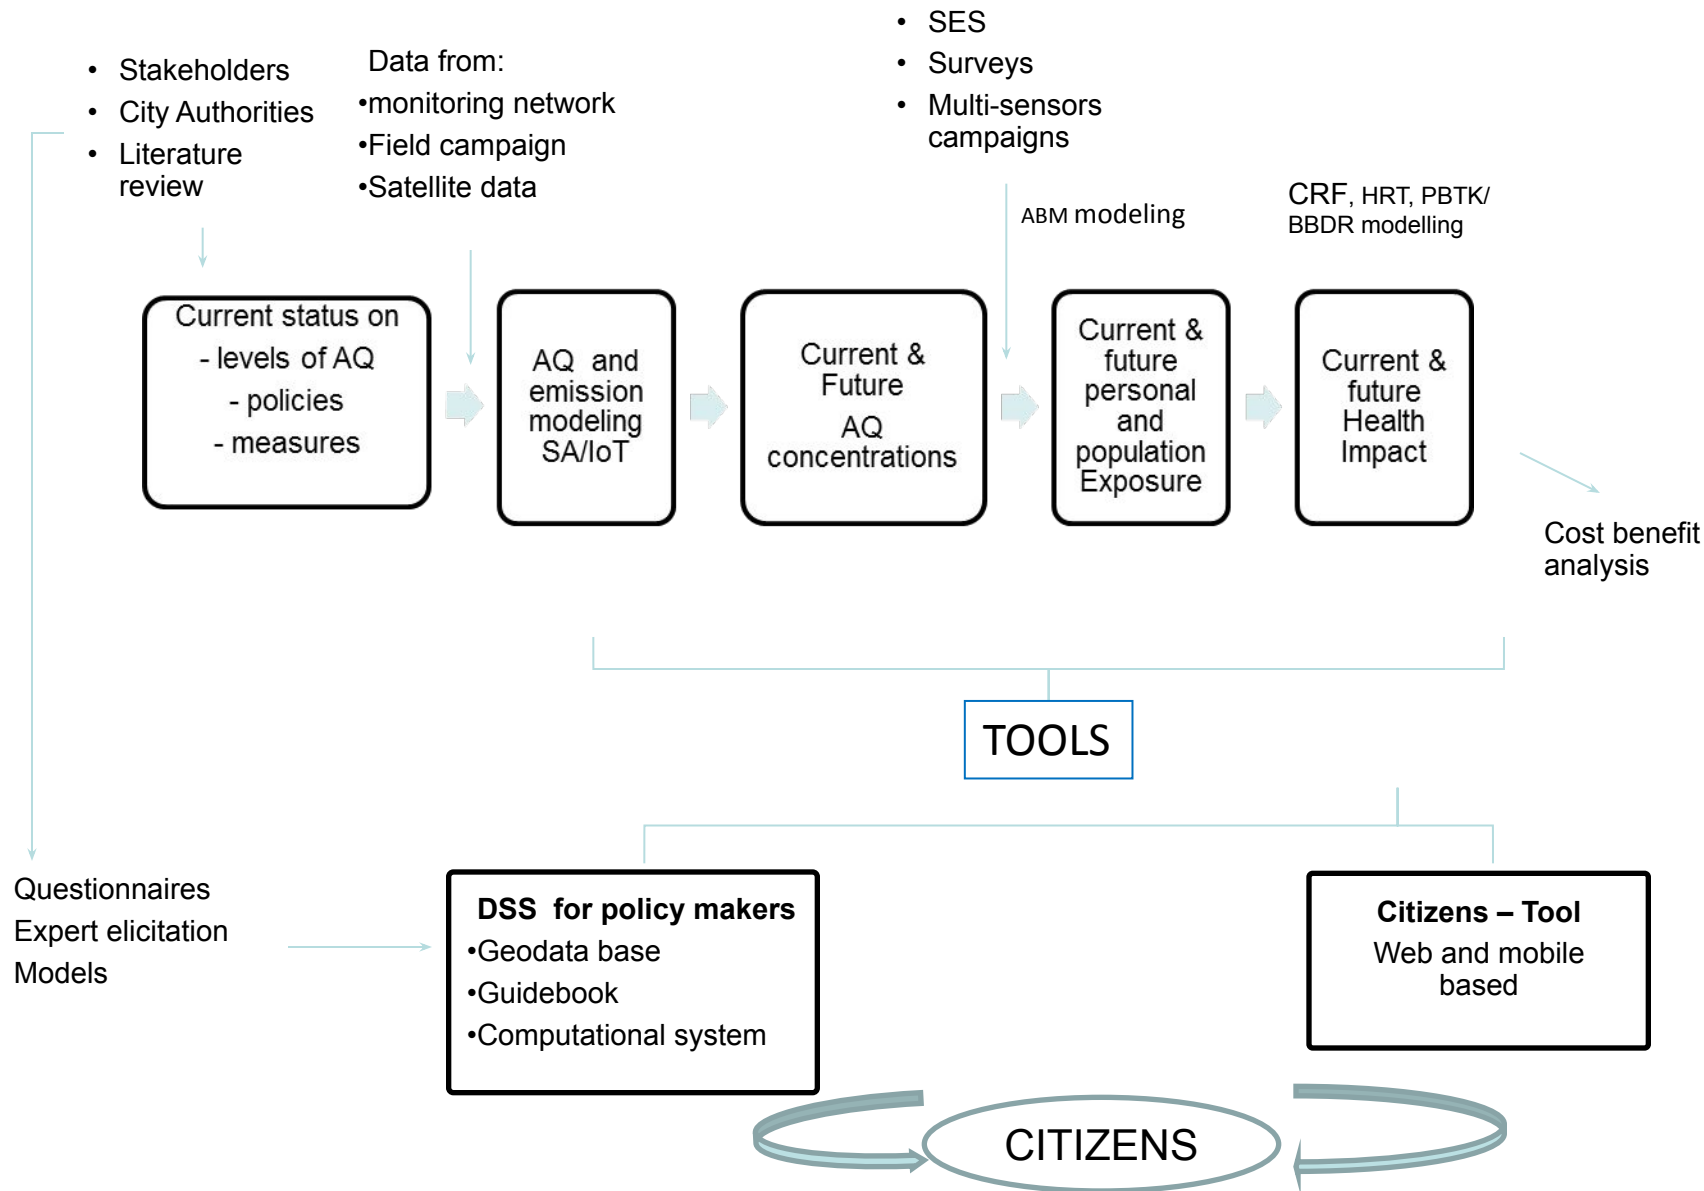 • Stakeholders
• City Authorities
• Literature
review
Data from:
•monitoring network
•Field campaign
•Satellite data
• SES
• Surveys
• Multi-sensors
campaigns
ABM modeling
CRF, HRT, PBTK/
BBDR modelling
Current status on
- levels of AQ
- policies
- measures
AQ and
emission
modeling
SA/IoT
Current &
Future
AQ
concentrations
Current &
future
personal
and
population
Exposure
Current &
future
Health
Impact
Cost benefit
analysis
TOOLS
Questionnaires
Expert elicitation
Models
DSS for policy makers
•Geodata base
•Guidebook
•Computational system
Citizens – Tool
Web and mobile
based
CITIZENS